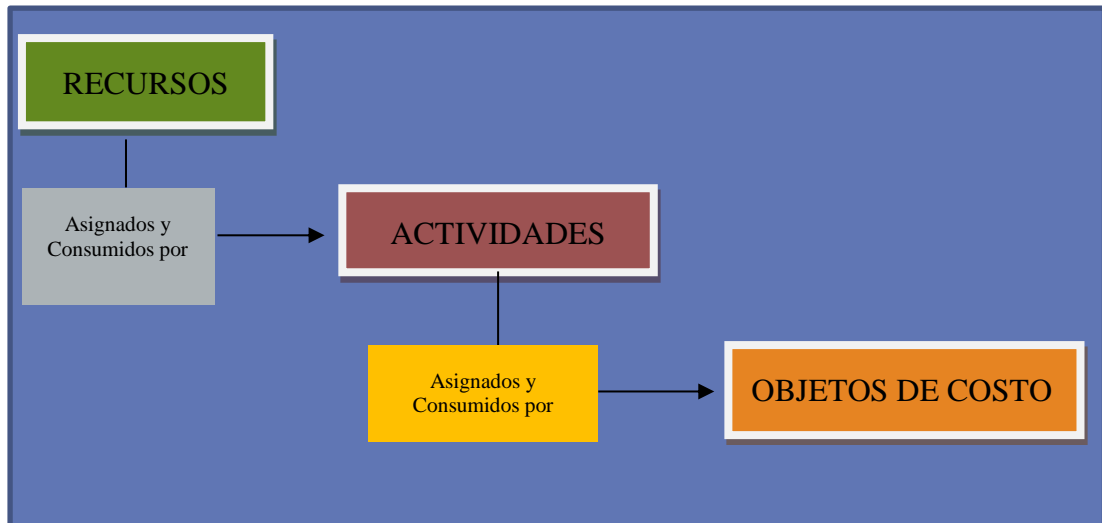 RECURSOS
Asignados y
Consumidos por
ACTIVIDADES
Asignados y
Consumidos por
OBJETOS DE COSTO